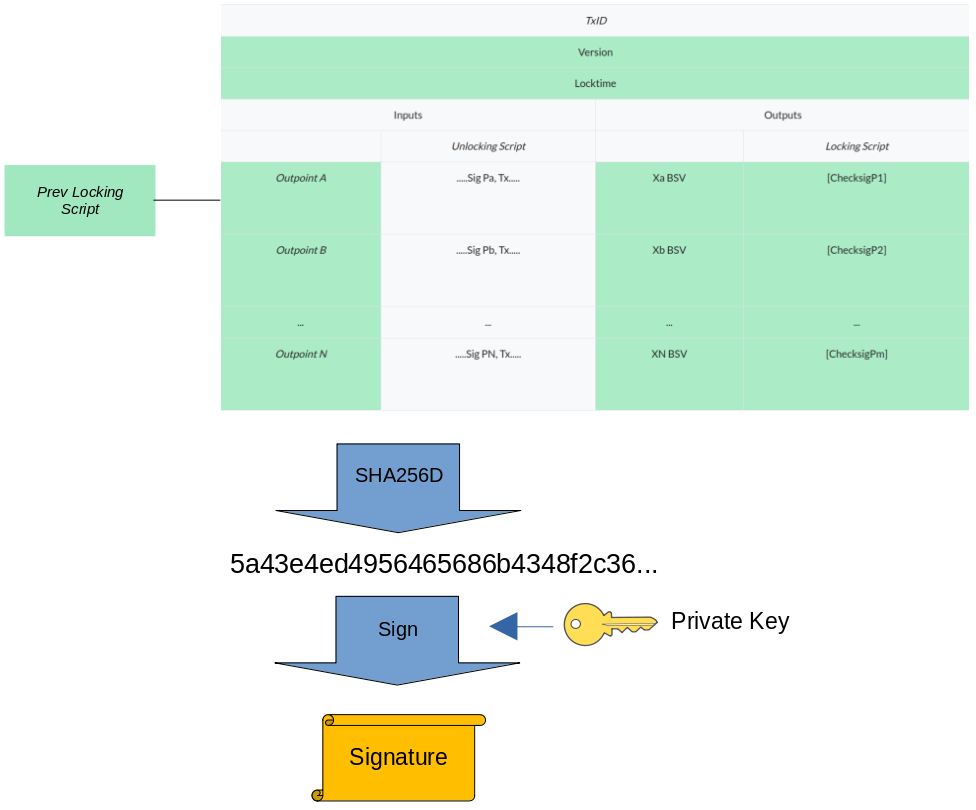 TxID
Version
Locktime
Inputs Outputs
Unlocking Script Locking Script
Prev Locking
Script
Outpoint A .....Sig Pa, Tx..... Xa BSV [ChecksigP1]
Outpoint B .....Sig Pb, Tx..... Xb BSV [ChecksigP2]
... ... ... ...
Outpoint N .....Sig PN, Tx..... XN BSV [ChecksigPm]
SHA256D
5a43e4ed4956465686b4348f2c36...
Sign
Private Key
Signature